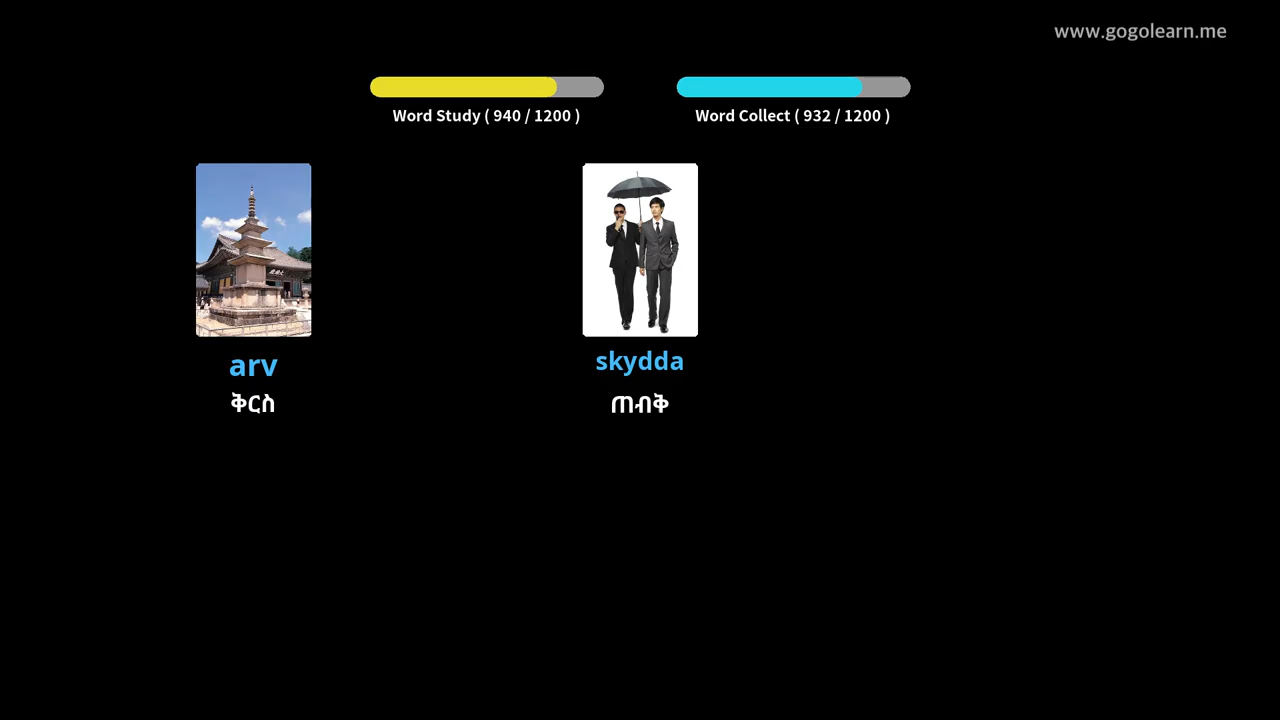 www.gogolearn.me
Word Study ( 940 / 1200 )
Word Collect ( 932 / 1200 )
arv
ቅርስ
skydda
ጠብቅ